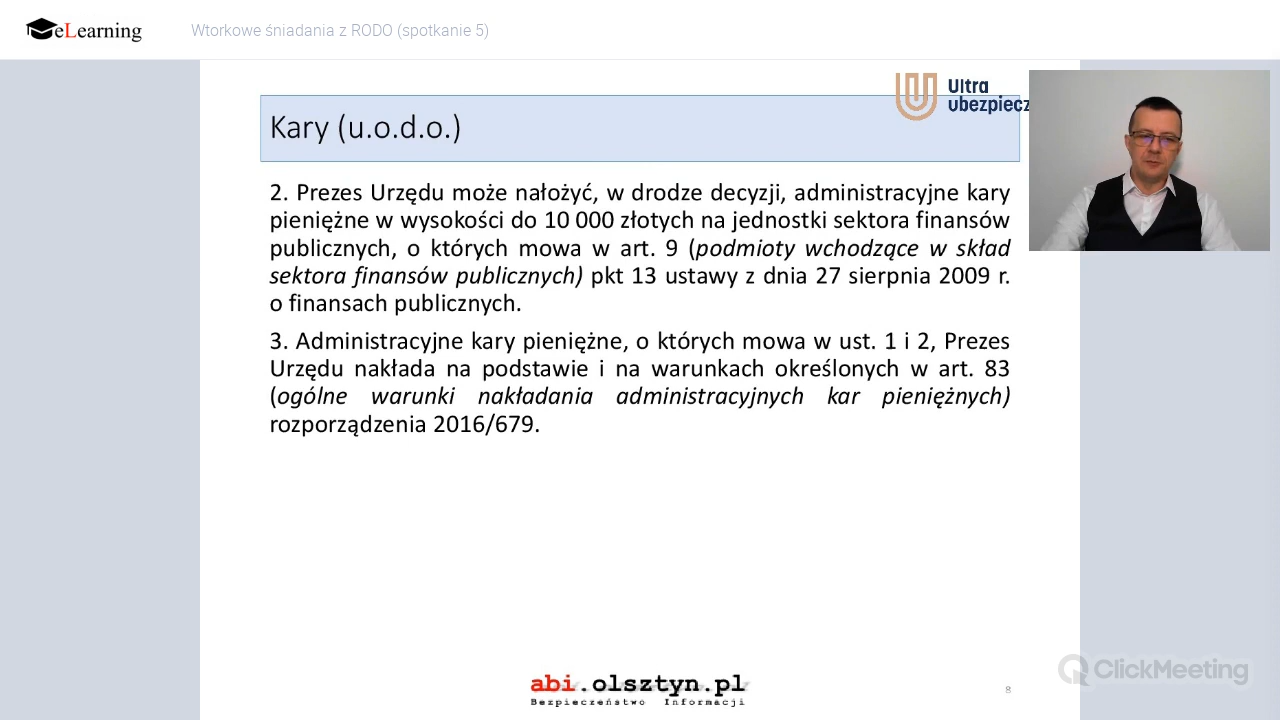 eLearning
Wtorkowe śniadania z RODO (spotkanie 5)
Ultra
ubezpiecz
Kary (u.o.d.o.)
2. Prezes Urzędu może nałożyć, w drodze decyzji, administracyjne kary
pieniężne w wysokości do 10 000 złotych na jednostki sektora finansów
publicznych, o których mowa w art. 9 (podmioty wchodzące w skład
sektora finansów publicznych) pkt 13 ustawy z dnia 27 sierpnia 2009 r.
o finansach publicznych.
3. Administracyjne kary pieniężne, o których mowa w ust. 1 i 2, Prezes
Urzędu nakłada na podstawie i na warunkach określonych w art. 83
(ogólne warunki nakładania administracyjnych kar pieniężnych)
rozporządzenia 2016/679.
abi.olsztyn.pl
Bezpieczeństwo Informacji
8
ClickMeeting